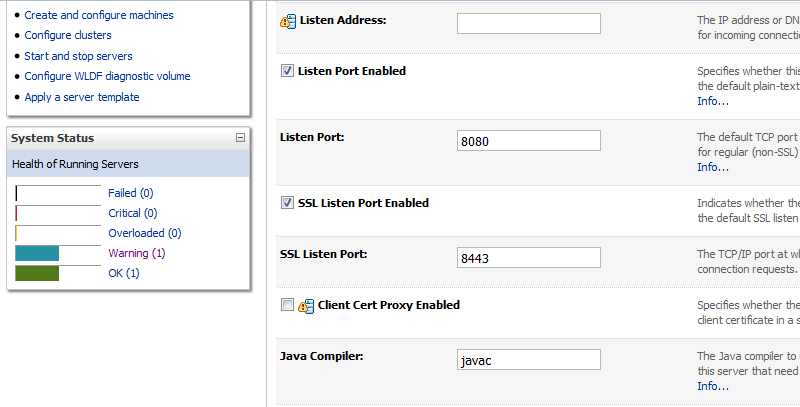 Create and configure machines
Configure clusters
Start and stop servers
Configure WLDF diagnostic volume
Apply a server template
System Status
Health of Running Servers
Failed (0)
Critical (0)
Overloaded (0)
Warning (1)
OK (1)
Listen Address:
The IP address or DN
for incoming connectio
Listen Port Enabled
Specifies whether this
the default plain-text
Info...
Listen Port:
8080
The default TCP port
for regular (non-SSL)
Info...
SSL Listen Port Enabled
Indicates whether the
the default SSL listen
SSL Listen Port:
8443
The TCP/IP port at wh
connection requests.
Client Cert Proxy Enabled
Specifies whether the
client certificate in a s
Java Compiler:
javac
The Java compiler to
this server that need
Info...